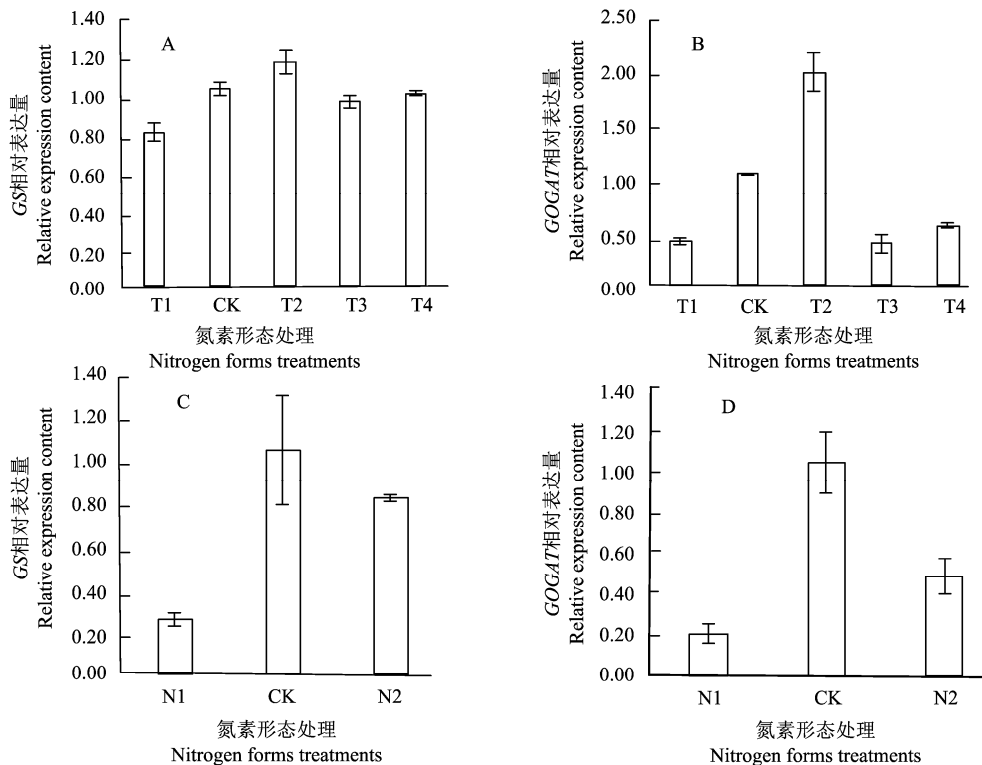 A
GS相对表达量
Relative expression content
1.40
1.20
1.00
0.80
0.60
0.40
0.20
0.00
T1 CK T2 T3 T4
氮素形态处理
Nitrogen forms treatments
B
GOGAT相对表达量
Relative expression content
2.50
2.00
1.50
1.00
0.50
0.00
T1 CK T2 T3 T4
氮素形态处理
Nitrogen forms treatments
C
GS相对表达量
Relative expression content
1.40
1.20
1.00
0.80
0.60
0.40
0.20
0.00
N1 CK N2
氮素形态处理
Nitrogen forms treatments
D
GOGAT相对表达量
Relative expression content
1.40
1.20
1.00
0.80
0.60
0.40
0.20
0.00
N1 CK N2
氮素形态处理
Nitrogen forms treatments